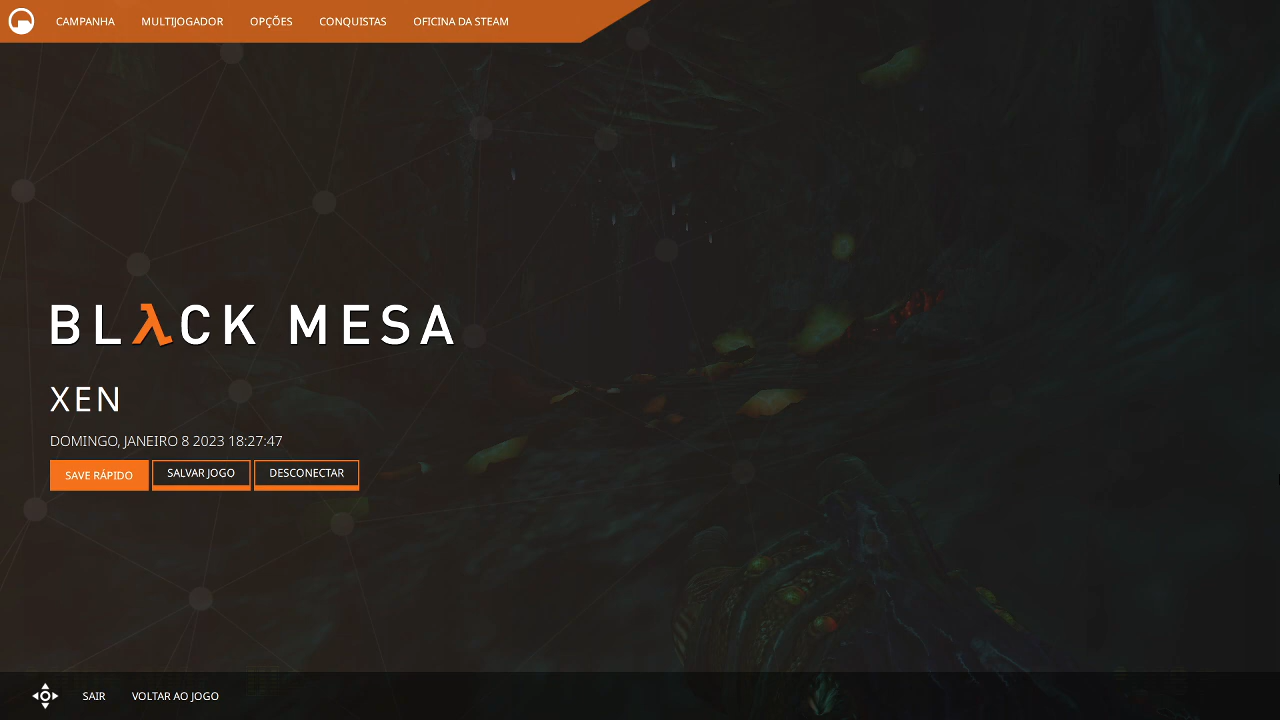 CAMPANHA MULTIJOGADOR OPÇÕES CONQUISTAS OFICINA DA STEAM
BLλCK MESA
XEN
DOMINGO, JANEIRO 8 2023 18:27:47
SAVE RÁPIDO SALVAR JOGO DESCONECTAR
SAIR VOLTAR AO JOGO